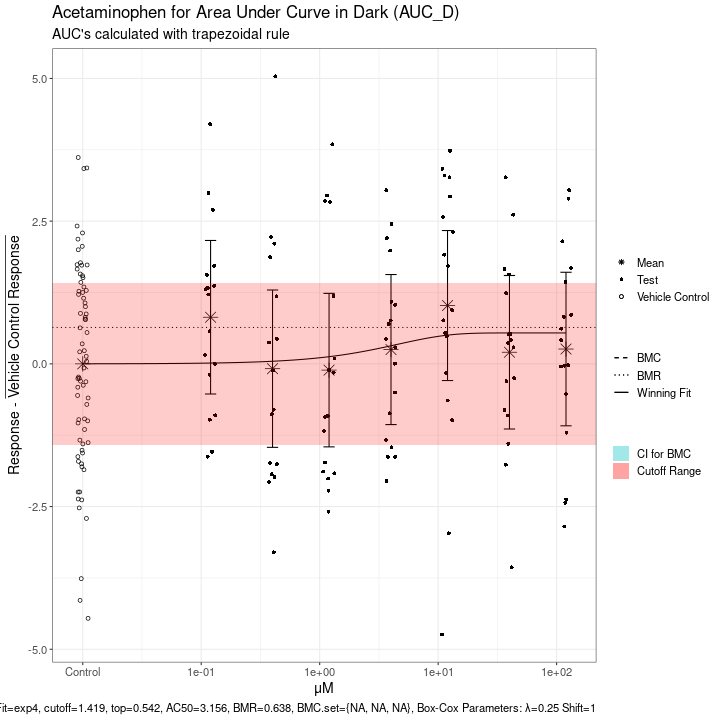 Acetaminophen for Area Under Curve in Dark (AUC_D)
AUC's calculated with trapezoidal rule
Response - Vehicle Control Response
5.0
2.5
0.0
-2.5
-5.0
Control
1e-01
1e+00
1e+01
1e+02
μM
Mean
Test
Vehicle Control
BMC
BMR
Winning Fit
CI for BMC
Cutoff Range
Fit=exp4, cutoff=1.419, top=0.542, AC50=3.156, BMR=0.638, BMC.set={NA, NA, NA}, Box-Cox Parameters: λ=0.25 Shift=1